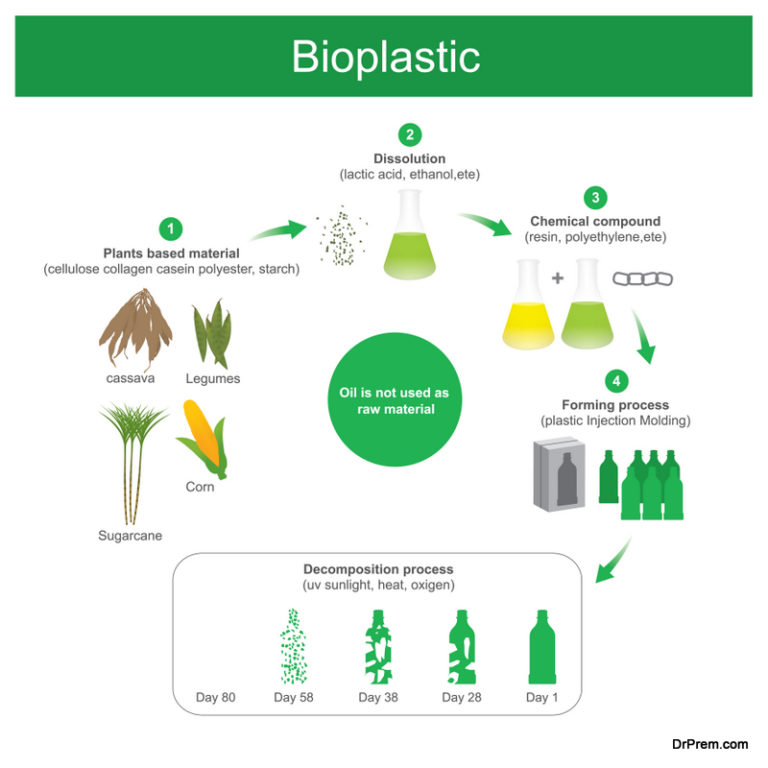 Bioplastic
1
Plants based material
(cellulose collagen casein polyester, starch)
cassava
Legumes
Sugarcane
Corn
2
Dissolution
(lactic acid, ethanol,ete)
3
Chemical compound
(resin, polyethylene,ete)
+
4
Forming process
(plastic Injection Molding)
Oil is not used as
raw material
Decomposition process
(uv sunlight, heat, oxigen)
Day 80
Day 58
Day 38
Day 28
Day 1
DrPrem.com